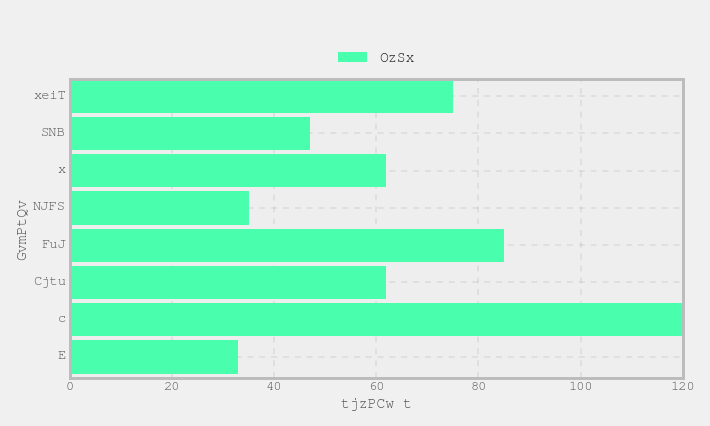 OzSx
xeiT
SNB
x
NJFS
FuJ
Cjtu
c
E
GvmPtQv
0 20 40 60 80 100 120
tjzPCw t